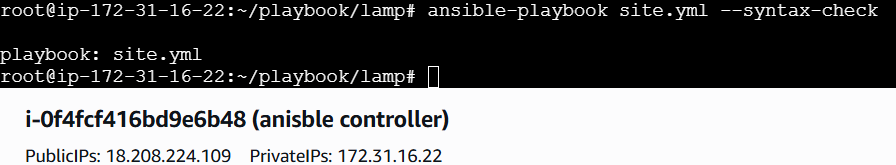 root@ip-172-31-16-22:~/playbook/lamp# ansible-playbook site.yml --syntax-check
playbook: site.yml
root@ip-172-31-16-22:~/playbook/lamp#
i-0f4fcf416bd9e6b48 (anisble controller)
PublicIPs: 18.208.224.109 PrivateIPs: 172.31.16.22